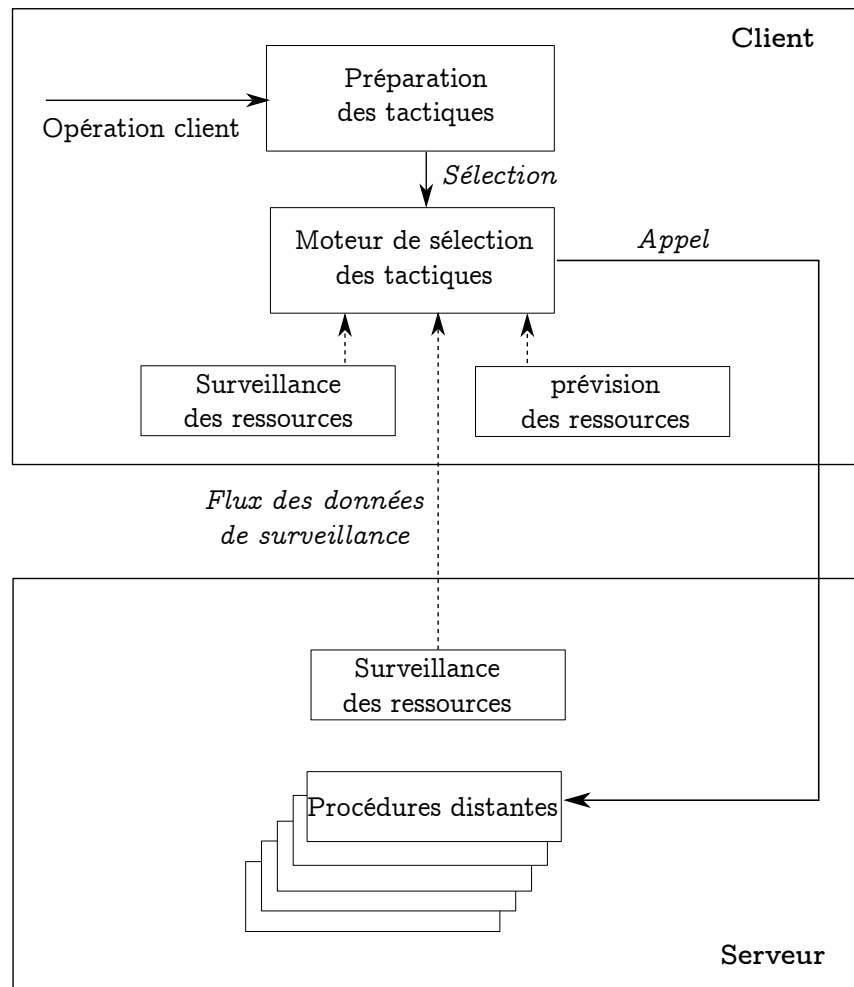 Client
Préparation
des tactiques
Opération client
Sélection
Moteur de sélection
des tactiques
Appel
Surveillance
des ressources
prévision
des ressources
Flux des données
de surveillance
Surveillance
des ressources
Procédures distantes
Serveur